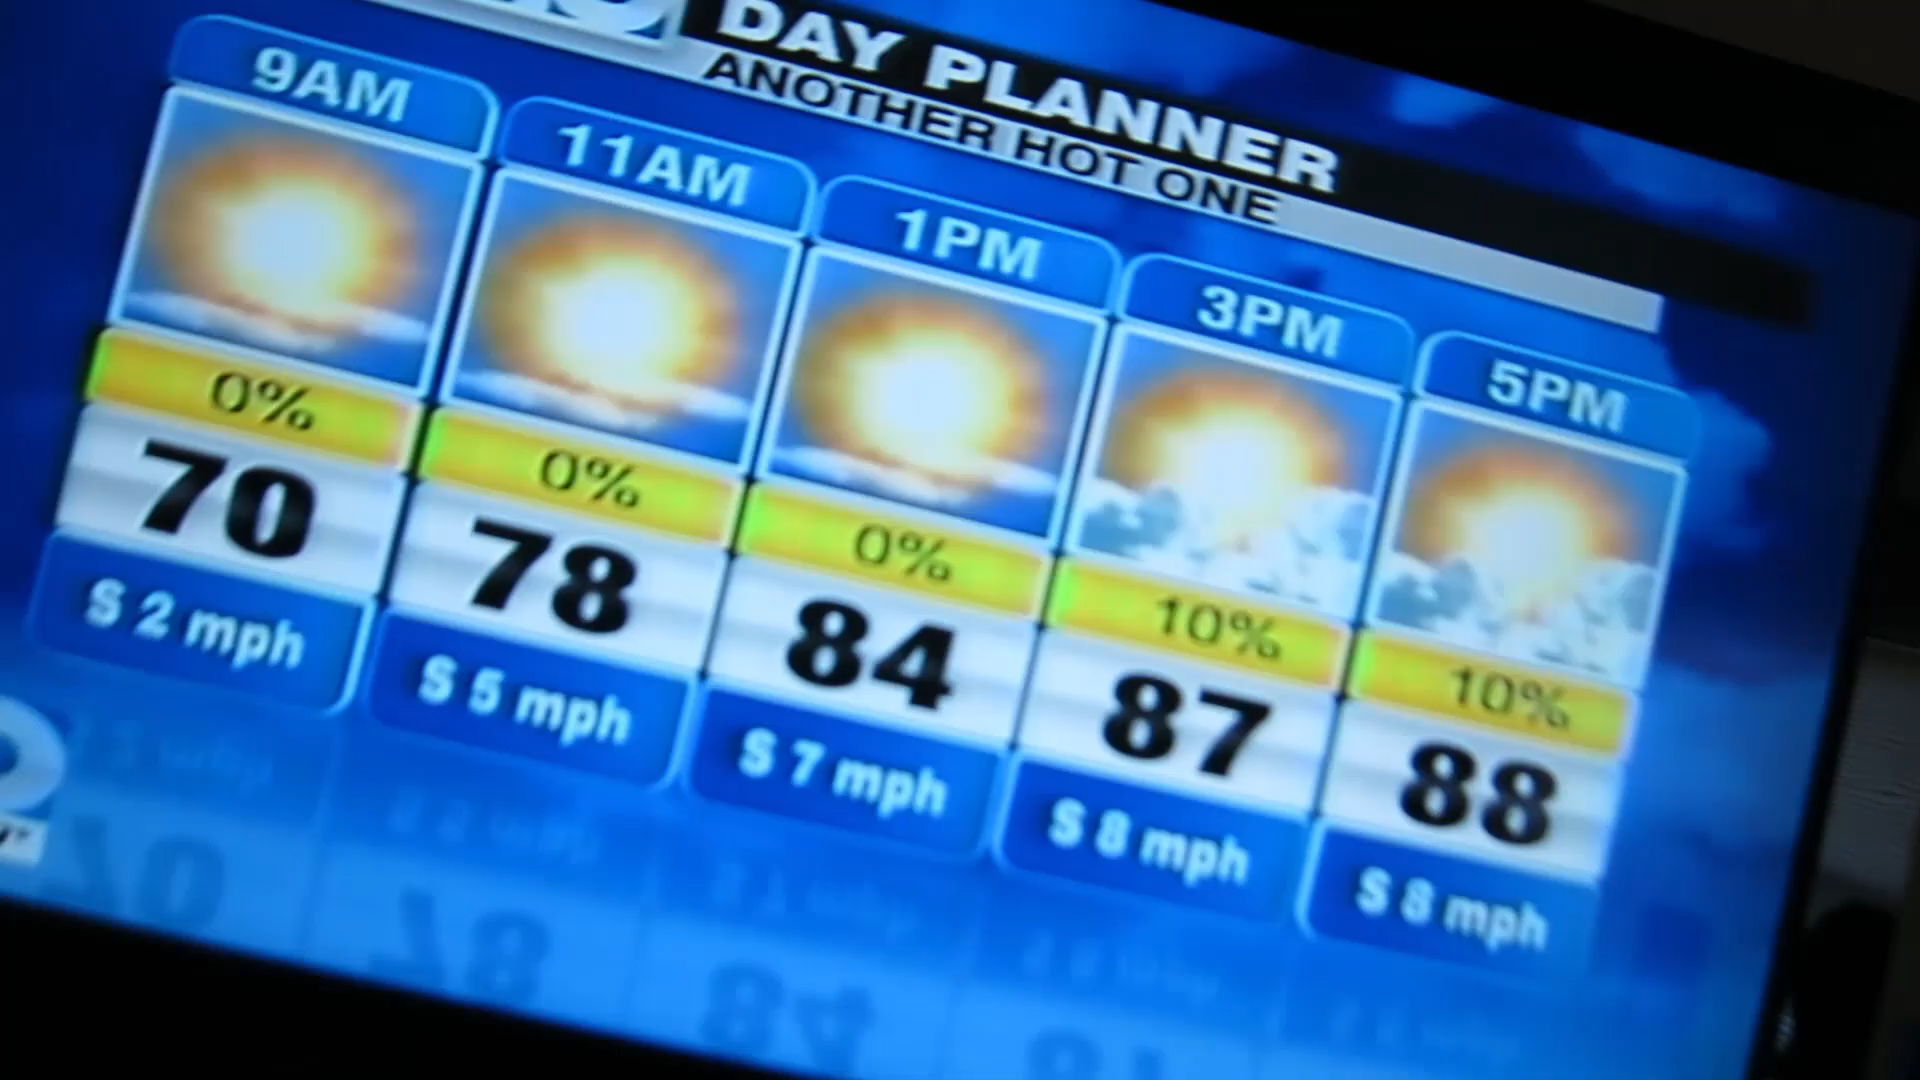 DAY PLANNER
ANOTHER HOT ONE
9AM 11AM 1PM 3PM 5PM
0% 0% 0% 10% 10%
70 78 84 87 88
S 2 mph S 5 mph S 7 mph S 8 mph S 8 mph